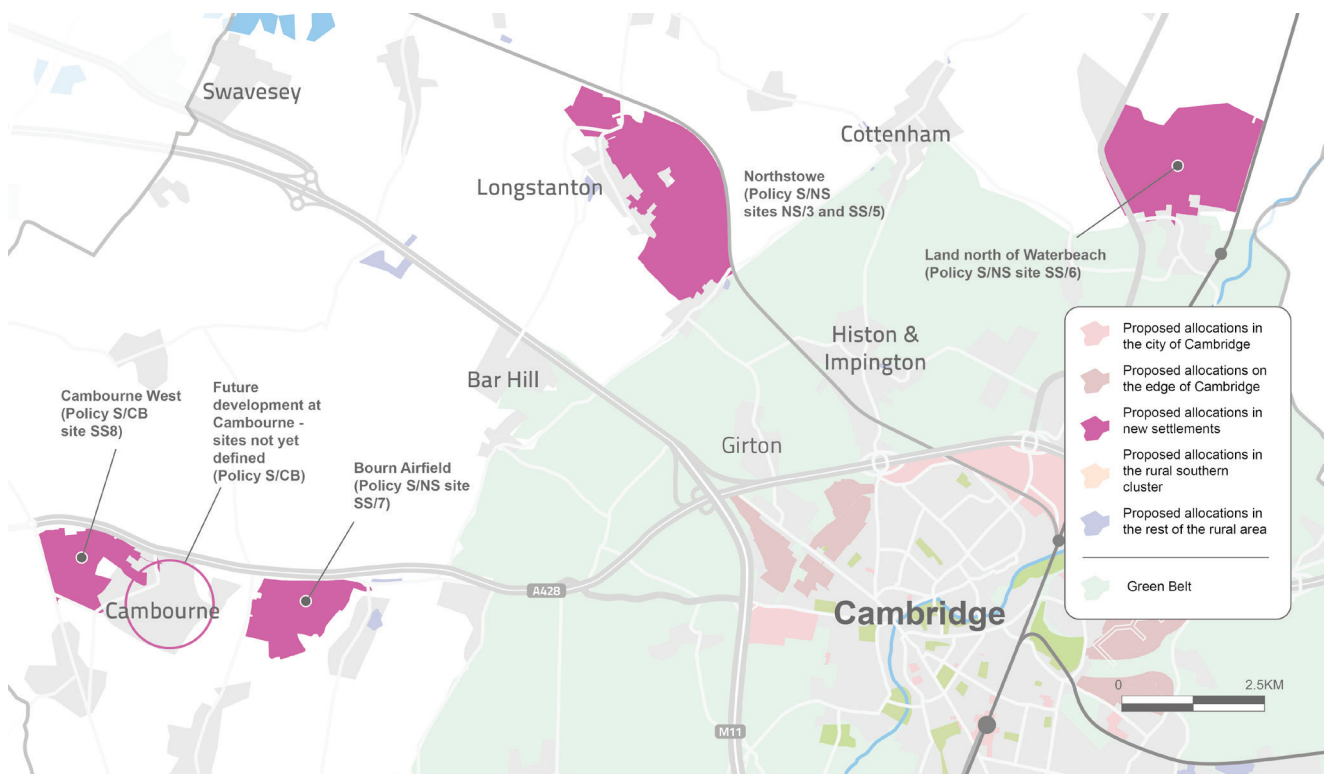 Swavesey
Cottenham
Longstanton
Northstowe
(Policy S/NS
sites NS/3 and SS/5)
Land north of Waterbeach
(Policy S/NS site SS/6)
Histon &
Impington
Bar Hill
Girton
Cambourne West
(Policy S/CB
site SS8)
Future
development at
Cambourne -
sites not yet
defined
(Policy S/CB)
Bourn Airfield
(Policy S/NS site
SS/7)
Cambourne
A428
Cambridge
M11
Proposed allocations in
the city of Cambridge
Proposed allocations on
the edge of Cambridge
Proposed allocations in
new settlements
Proposed allocations in
the rural southern
cluster
Proposed allocations in
the rest of the rural area
Green Belt
0 2.5KM